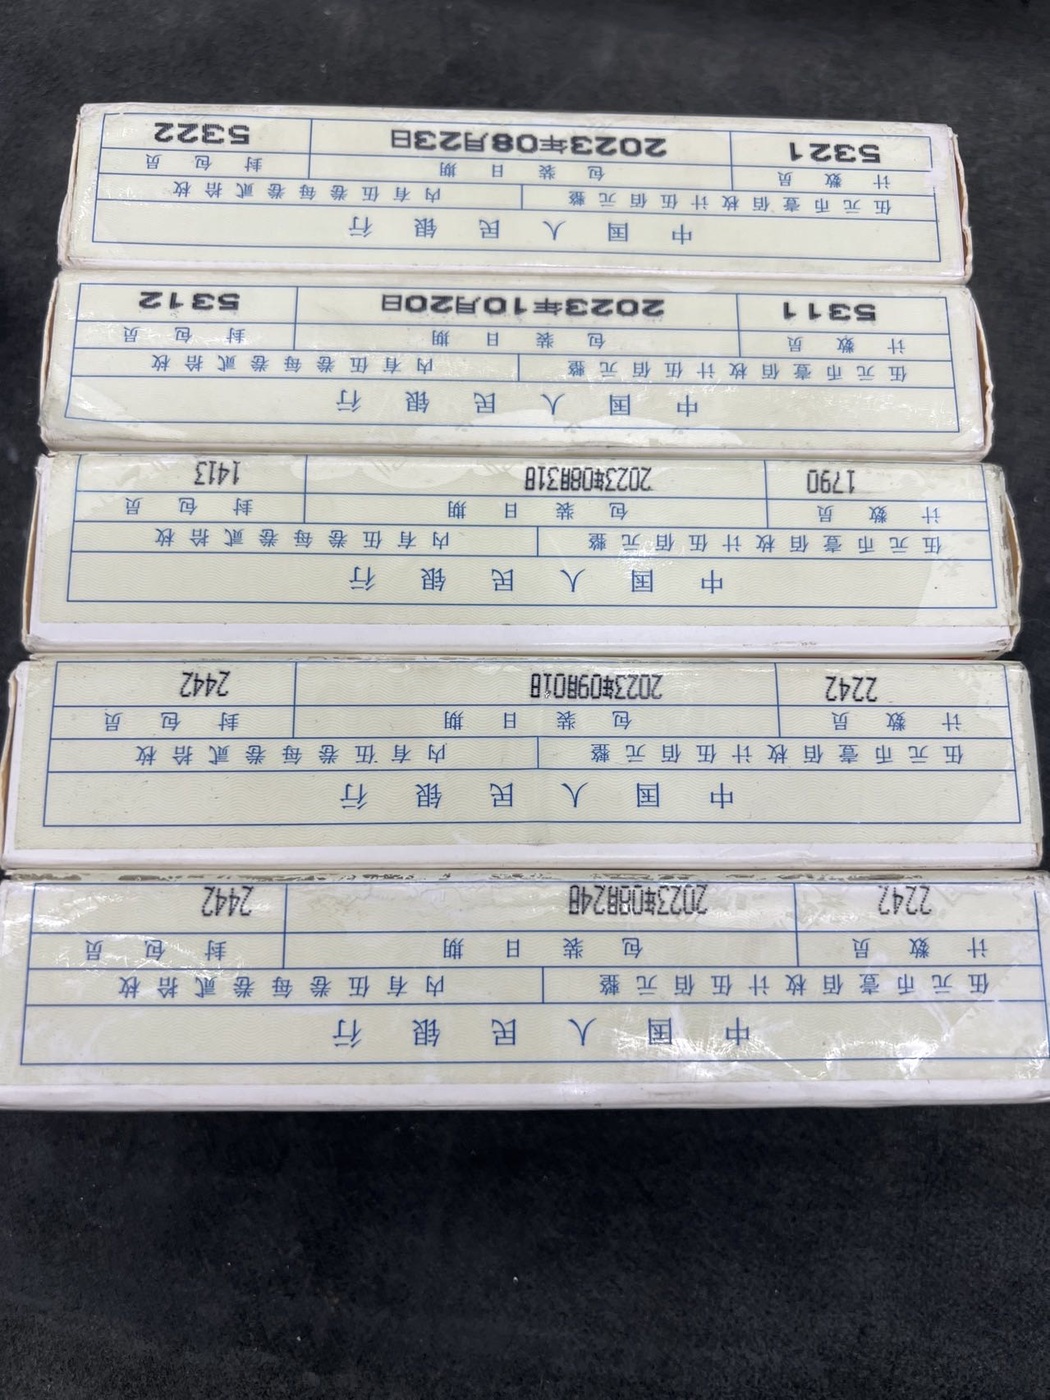 中国人民银行
伍元币壹佰枚计伍佰元整 内有伍卷每卷贰拾枚
计数员 包装日期 封包员
2242 2023年08月24日 2442
中国人民银行
伍元币壹佰枚计伍佰元整 内有伍卷每卷贰拾枚
计数员 包装日期 封包员
2242 2023年09月01日 2442
中国人民银行
伍元币壹佰枚计伍佰元整 内有伍卷每卷贰拾枚
计数员 包装日期 封包员
1790 2023年08月31日 1413
中国人民银行
伍元币壹佰枚计伍佰元整 内有伍卷每卷贰拾枚
计数员 包装日期 封包员
5311 2023年10月20日 5312
中国人民银行
伍元币壹佰枚计伍佰元整 内有伍卷每卷贰拾枚
计数员 包装日期 封包员
5321 2023年08月23日 5322